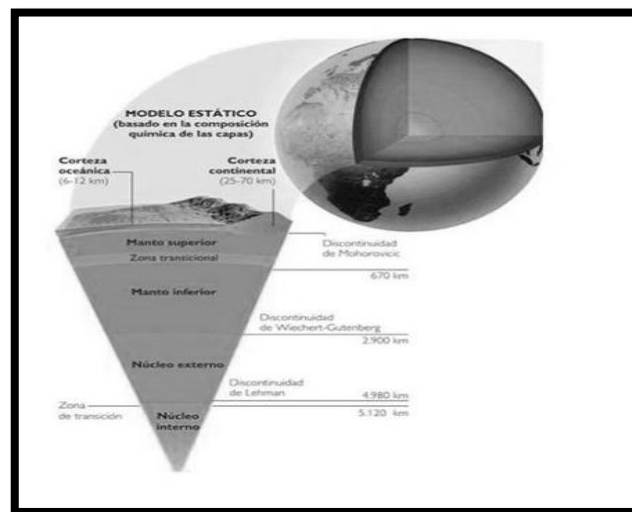 MODELO ESTÁTICO
(basado en la composición
química de las capas)
Corteza
oceánica
(6-12 km)
Corteza
continental
(25-70 km)
Manto superior
Zona transicional
Discontinuidad
de Mohorovicic
670 km
Manto inferior
Discontinuidad
de Wiechert-Gutenberg
2.900 km
Núcleo externo
Discontinuidad
de Lehman
4.980 km
5.120 km
Zona
de transición
Núcleo
interno